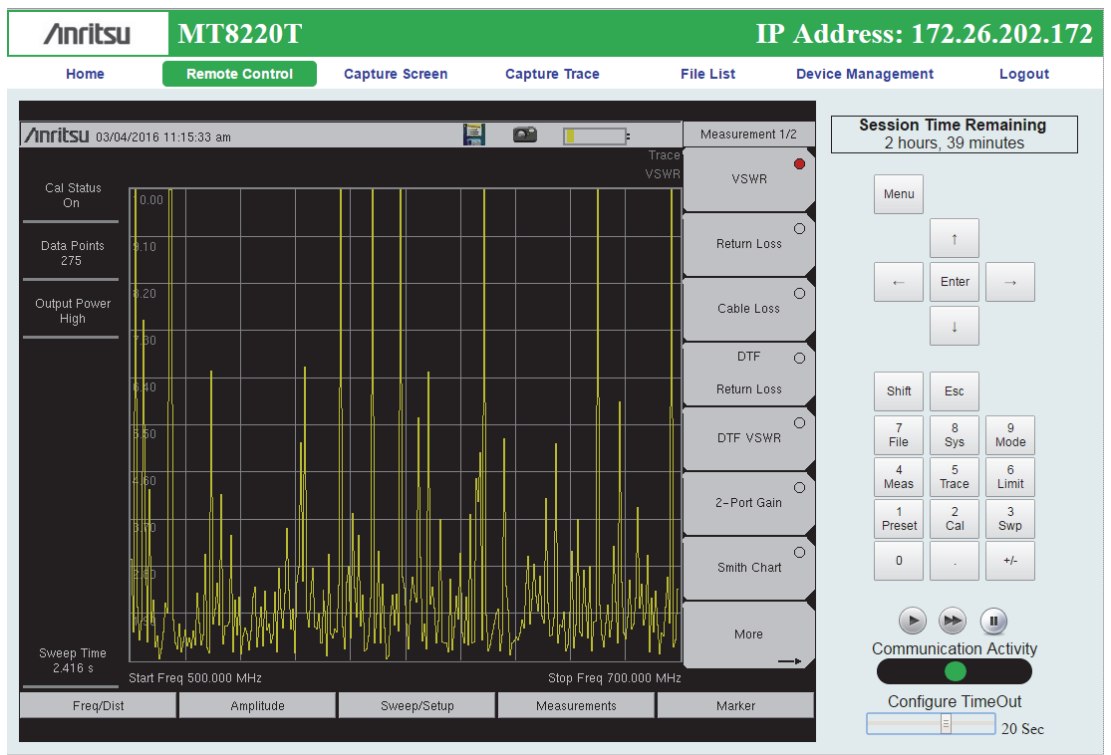 Anritsu
MT8220T
IP Address: 172.26.202.172
Home
Remote Control
Capture Screen
Capture Trace
File List
Device Management
Logout
Anritsu 03/04/2016 11:15:33 am
Trace
VSWR
Cal Status
On
Data Points
275
Output Power
High
Sweep Time
2.416 s
9.10
8.20
6.40
5.50
4.60
3.70
Start Freq 500.000 MHz
Stop Freq 700.000 MHz
Freq/Dist
Amplitude
Sweep/Setup
Measurements
Marker
Measurement 1/2
VSWR
Return Loss
Cable Loss
DTF
Return Loss
DTF VSWR
2-Port Gain
Smith Chart
More
Session Time Remaining
2 hours, 39 minutes
Menu
↑
←
Enter
→
↓
Shift
Esc
7
File
8
Sys
9
Mode
4
Meas
5
Trace
6
Limit
1
Preset
2
Cal
3
Swp
0
.
+/-
Communication Activity
Configure TimeOut
20 Sec